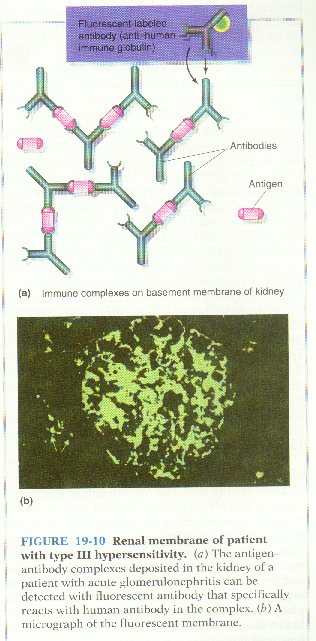 Fluorescent-labeled
antibody (anti- human
immune globulin)
Antibodies
Antigen
(a) Immune complexes on basement membrane of kidney
(b)
FIGURE 19-10 Renal membrane of patient
with type III hypersensitivity. (a) The antigen–
antibody complexes deposited in the kidney of a
patient with acute glomerulonephritis can be
detected with fluorescent antibody that specifically
reacts with human antibody in the complex. (b) A
micrograph of the fluorescent membrane.